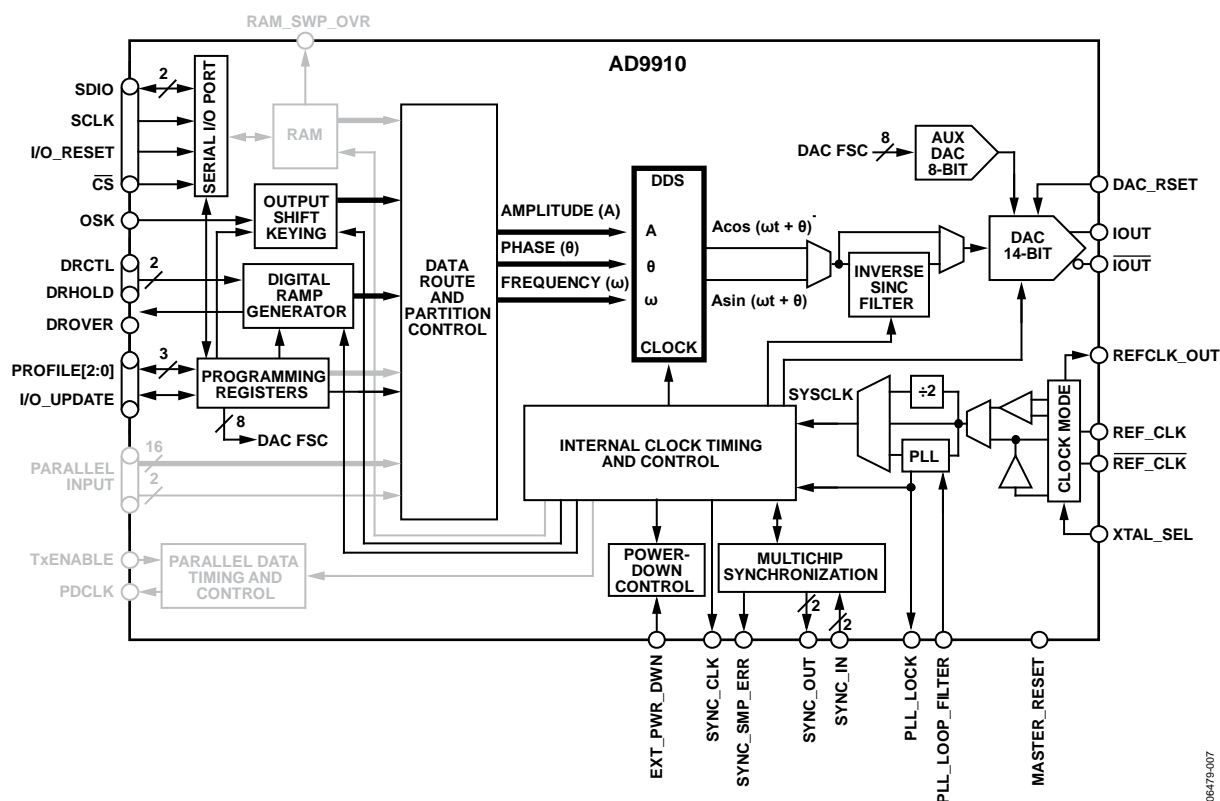 RAM_SWP_OVR
AD9910
SDIO
2
SCLK
I/O_RESET
CS
SERIAL I/O PORT
RAM
OSK
OUTPUT
SHIFT
KEYING
DRCTL
2
DRHOLD
DROVER
DIGITAL
RAMP
GENERATOR
PROFILE[2:0]
3
I/O_UPDATE
PROGRAMMING
REGISTERS
8
DAC FSC
PARALLEL
INPUT
16
2
TxENABLE
PDCLK
PARALLEL DATA
TIMING AND
CONTROL
DATA
ROUTE
AND
PARTITION
CONTROL
AMPLITUDE (A)
PHASE (θ)
FREQUENCY (ω)
DDS
A
θ
ω
CLOCK
Acos (ωt + θ)
Asin (ωt + θ)
INVERSE
SINC
FILTER
DAC FSC
8
AUX
DAC
8-BIT
DAC
14-BIT
DAC_RSET
IOUT
IOUT
REFCLK_OUT
REF_CLK
REF_CLK
XTAL_SEL
CLOCK MODE
SYSCLK
÷2
PLL
INTERNAL CLOCK TIMING
AND CONTROL
POWER-
DOWN
CONTROL
MULTICHIP
SYNCHRONIZATION
2
2
EXT_PWR_DWN
SYNC_CLK
SYNC_SMP_ERR
SYNC_OUT
SYNC_IN
PLL_LOCK
PLL_LOOP_FILTER
MASTER_RESET
06479-007